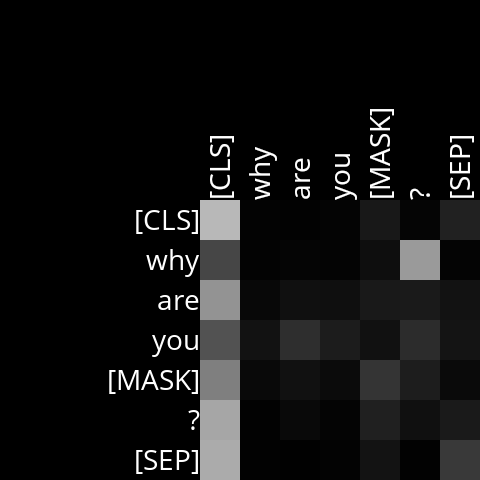 [CLS] why are you [MASK] ? [SEP]
[CLS]
why
are
you
[MASK]
?
[SEP]